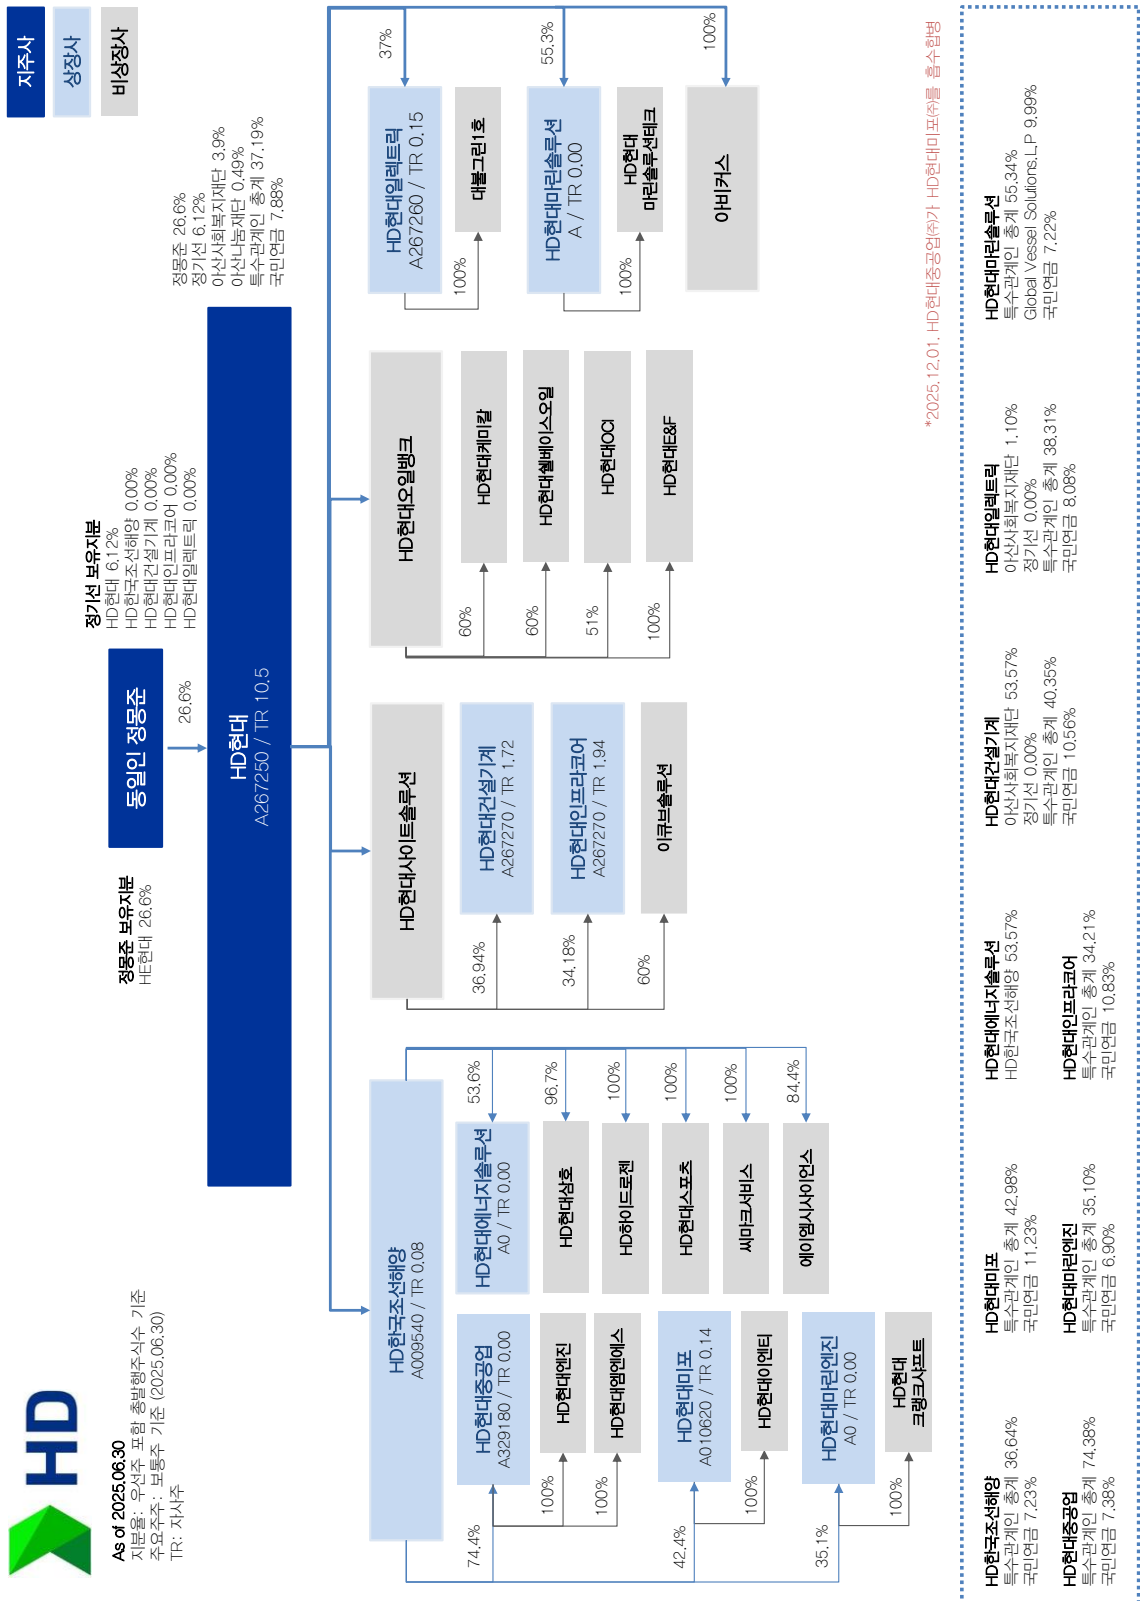 HD
As of 2025.06.30
지분율: 우선주 포함 총발행주식수 기준
주요주주: 보통주 기준 (2025.06.30)
TR: 자사주
지주사
상장사
비상장사
정몽준 보유지분
HE현대 26.6%
동일인 정몽준
26.6%
정기선 보유지분
HD현대 6.12%
HD한국조선해양 0.00%
HD현대건설기계 0.00%
HD현대인프라코어 0.00%
HD현대일렉트릭 0.00%
HD현대
A267250 / TR 10.5
정몽준 26.6%
정기선 6.12%
아산사회복지재단 3.9%
아산나눔재단 0.49%
특수관계인 총계 37.19%
국민연금 7.88%
HD한국조선해양
A009540 / TR 0.08
74.4%
HD현대중공업
A329180 / TR 0.00
100%
HD현대엔진
100%
HD현대엠엔에스
42.4%
HD현대미포
A010620 / TR 0.14
100%
HD현대이엔티
35.1%
HD현대마린엔진
A0 / TR 0.00
100%
HD현대
크랭크샤프트
HD현대에너지솔루션
A0 / TR 0.00
53.6%
HD현대삼호
96.7%
HD하이드로젠
100%
HD현대스포츠
100%
씨마크서비스
100%
에이엠시사이언스
84.4%
HD현대사이트솔루션
36.94%
HD현대건설기계
A267270 / TR 1.72
34.18%
HD현대인프라코어
A267270 / TR 1.94
60%
이큐브솔루션
HD현대오일뱅크
60%
HD현대케미칼
60%
HD현대쉘베이스오일
51%
HD현대OCI
100%
HD현대E&F
37%
HD현대일렉트릭
A267260 / TR 0.15
100%
대불그린1호
55.3%
HD현대마린솔루션
A / TR 0.00
100%
HD현대
마린솔루션테크
100%
아비커스
*2025.12.01. HD현대중공업(주)가 HD현대미포(주)를 흡수합병
HD한국조선해양
특수관계인 총계 36.64%
국민연금 7.23%
HD현대중공업
특수관계인 총계 74.38%
국민연금 7.38%
HD현대미포
특수관계인 총계 42.98%
국민연금 11.23%
HD현대마린엔진
특수관계인 총계 35.10%
국민연금 6.90%
HD현대에너지솔루션
HD한국조선해양 53.57%
HD현대인프라코어
특수관계인 총계 34.21%
국민연금 10.83%
HD현대건설기계
아산사회복지재단 53.57%
정기선 0.00%
특수관계인 총계 40.35%
국민연금 10.56%
HD현대일렉트릭
아산사회복지재단 1.10%
정기선 0.00%
특수관계인 총계 38.31%
국민연금 8.08%
HD현대마린솔루션
특수관계인 총계 55.34%
Global Vessel Solutions.LP 9.99%
국민연금 7.22%